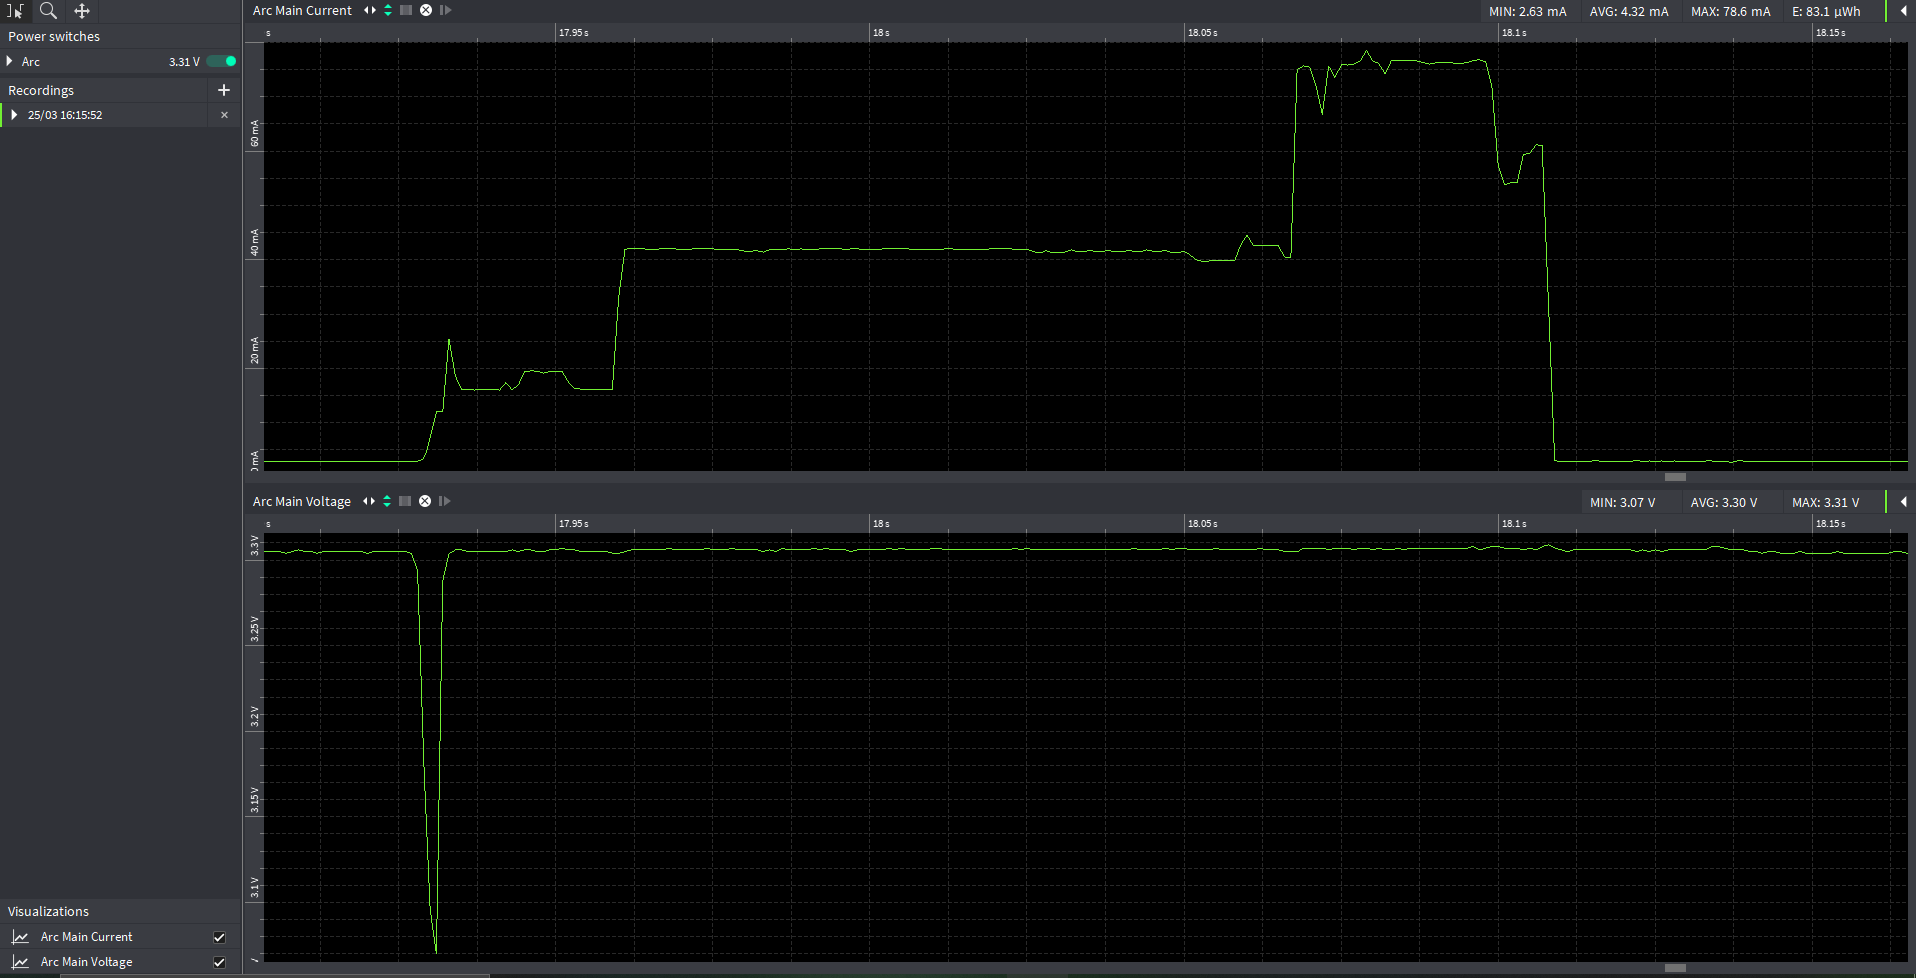 Power switches
Arc 3.31 V
Recordings +
25/03 16:15:52 ×
Visualizations
Arc Main Current
Arc Main Voltage
Arc Main Current MIN: 2.63 mA AVG: 4.32 mA MAX: 78.6 mA E: 83.1 µWh
s 17.95 s 18 s 18.05 s 18.1 s 18.15 s
60 mA
40 mA
20 mA
0 mA
Arc Main Voltage MIN: 3.07 V AVG: 3.30 V MAX: 3.31 V
s 17.95 s 18 s 18.05 s 18.1 s 18.15 s
3.3 V
3.25 V
3.2 V
3.15 V
3.1 V